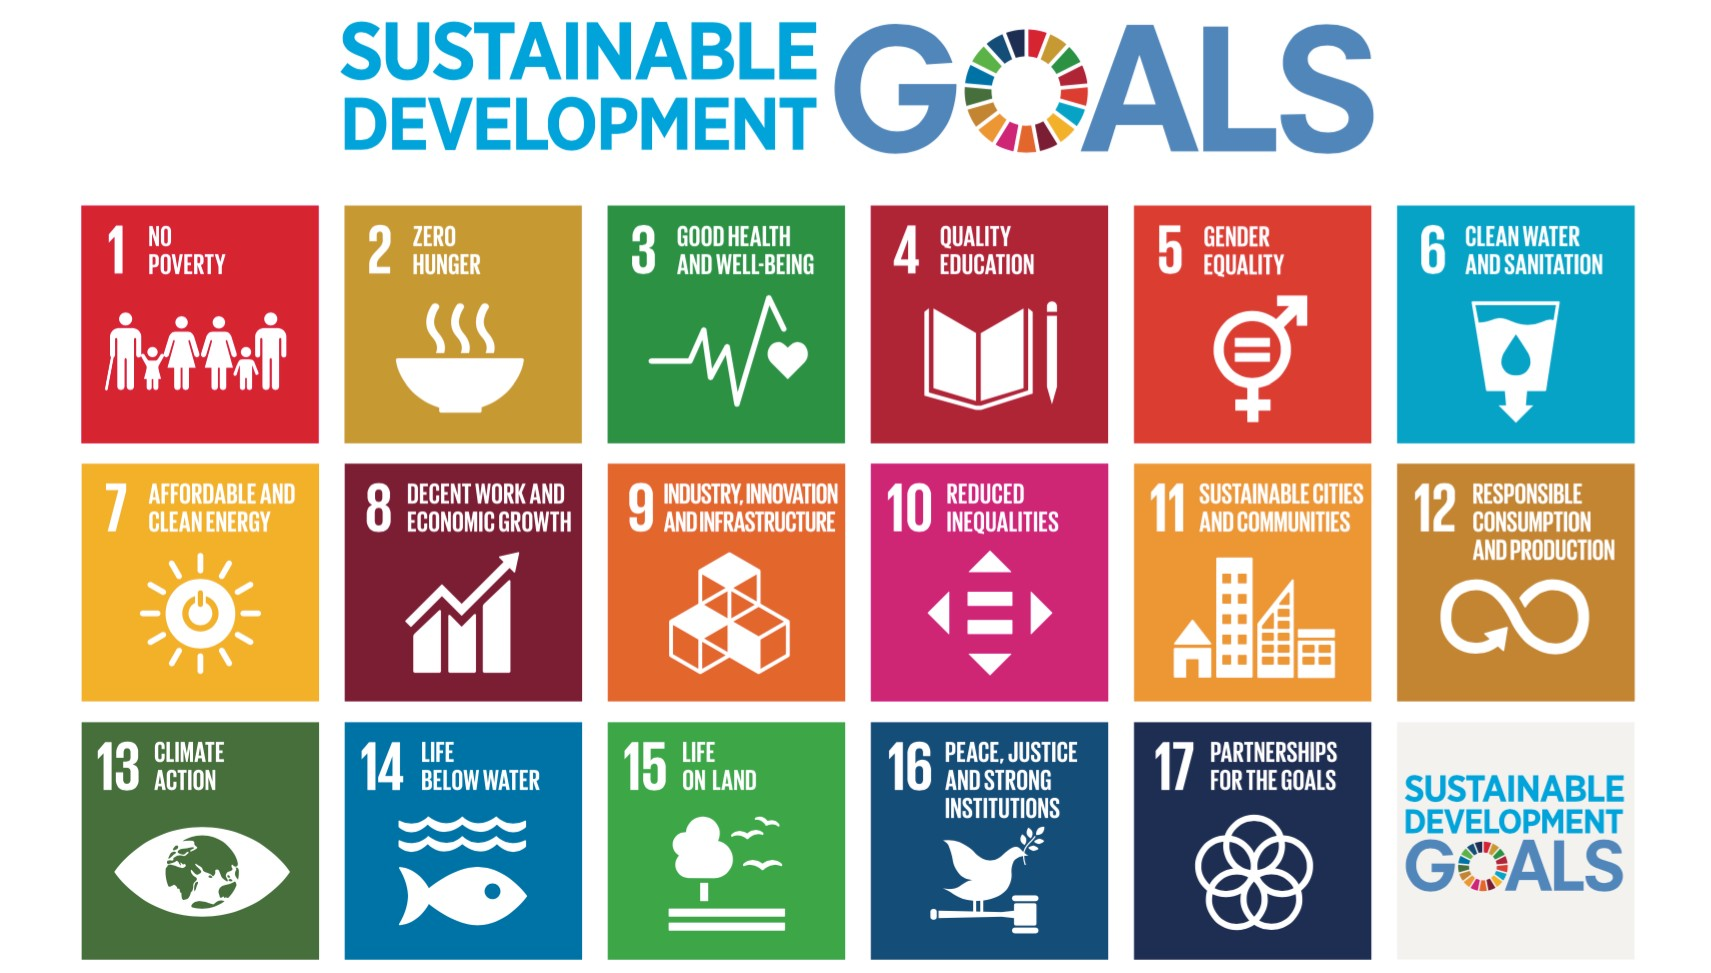 SUSTAINABLE
DEVELOPMENT
GOALS
1 NO
POVERTY
2 ZERO
HUNGER
3 GOOD HEALTH
AND WELL-BEING
4 QUALITY
EDUCATION
5 GENDER
EQUALITY
6 CLEAN WATER
AND SANITATION
7 AFFORDABLE AND
CLEAN ENERGY
8 DECENT WORK AND
ECONOMIC GROWTH
9 INDUSTRY, INNOVATION
AND INFRASTRUCTURE
10 REDUCED
INEQUALITIES
11 SUSTAINABLE CITIES
AND COMMUNITIES
12 RESPONSIBLE
CONSUMPTION
AND PRODUCTION
13 CLIMATE
ACTION
14 LIFE
BELOW WATER
15 LIFE
ON LAND
16 PEACE, JUSTICE
AND STRONG
INSTITUTIONS
17 PARTNERSHIPS
FOR THE GOALS
SUSTAINABLE
DEVELOPMENT
GOALS